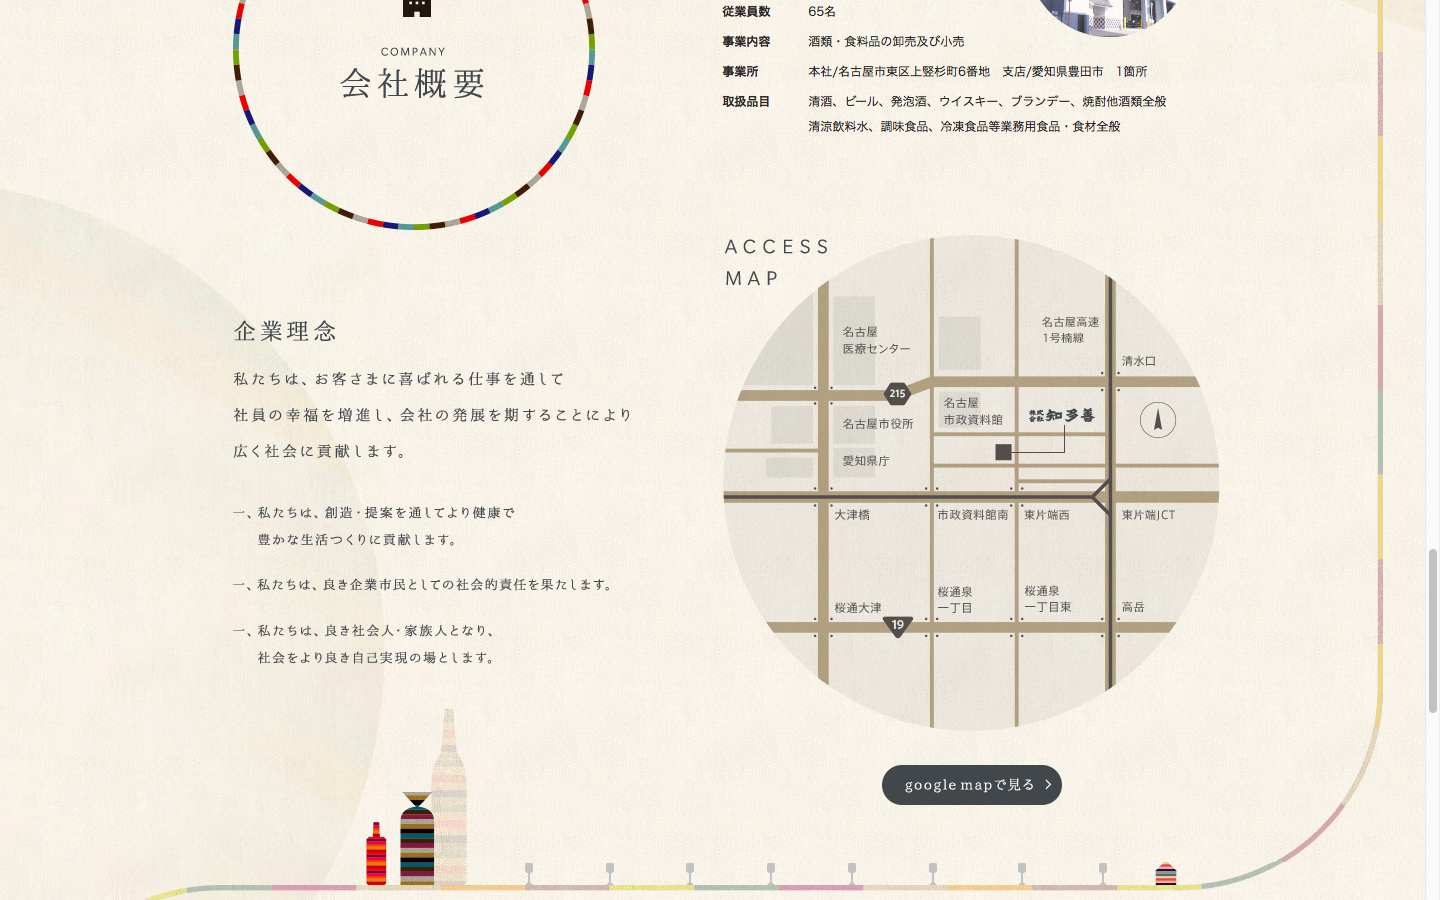 COMPANY
会社概要
従業員数 65名
事業内容 酒類・食料品の卸売及び小売
事業所 本社/名古屋市東区上竪杉町6番地 支店/愛知県豊田市 1箇所
取扱品目 清酒、ビール、発泡酒、ウイスキー、ブランデー、焼酎他酒類全般
清涼飲料水、調味食品、冷凍食品等業務用食品・食材全般
企業理念
私たちは、お客さまに喜ばれる仕事を通して
社員の幸福を増進し、会社の発展を期することにより
広く社会に貢献します。
一、私たちは、創造・提案を通してより健康で
豊かな生活つくりに貢献します。
一、私たちは、良き企業市民としての社会的責任を果たします。
一、私たちは、良き社会人・家族人となり、
社会をより良き自己実現の場とします。
ACCESS
MAP
名古屋
医療センター
名古屋高速
1号楠線
清水口
215
名古屋
市政資料館
株式会社 知多善
名古屋市役所
愛知県庁
大津橋
市政資料館南
東片端西
東片端JCT
桜通大津
桜通泉
一丁目
桜通泉
一丁目東
高岳
19
google mapで見る